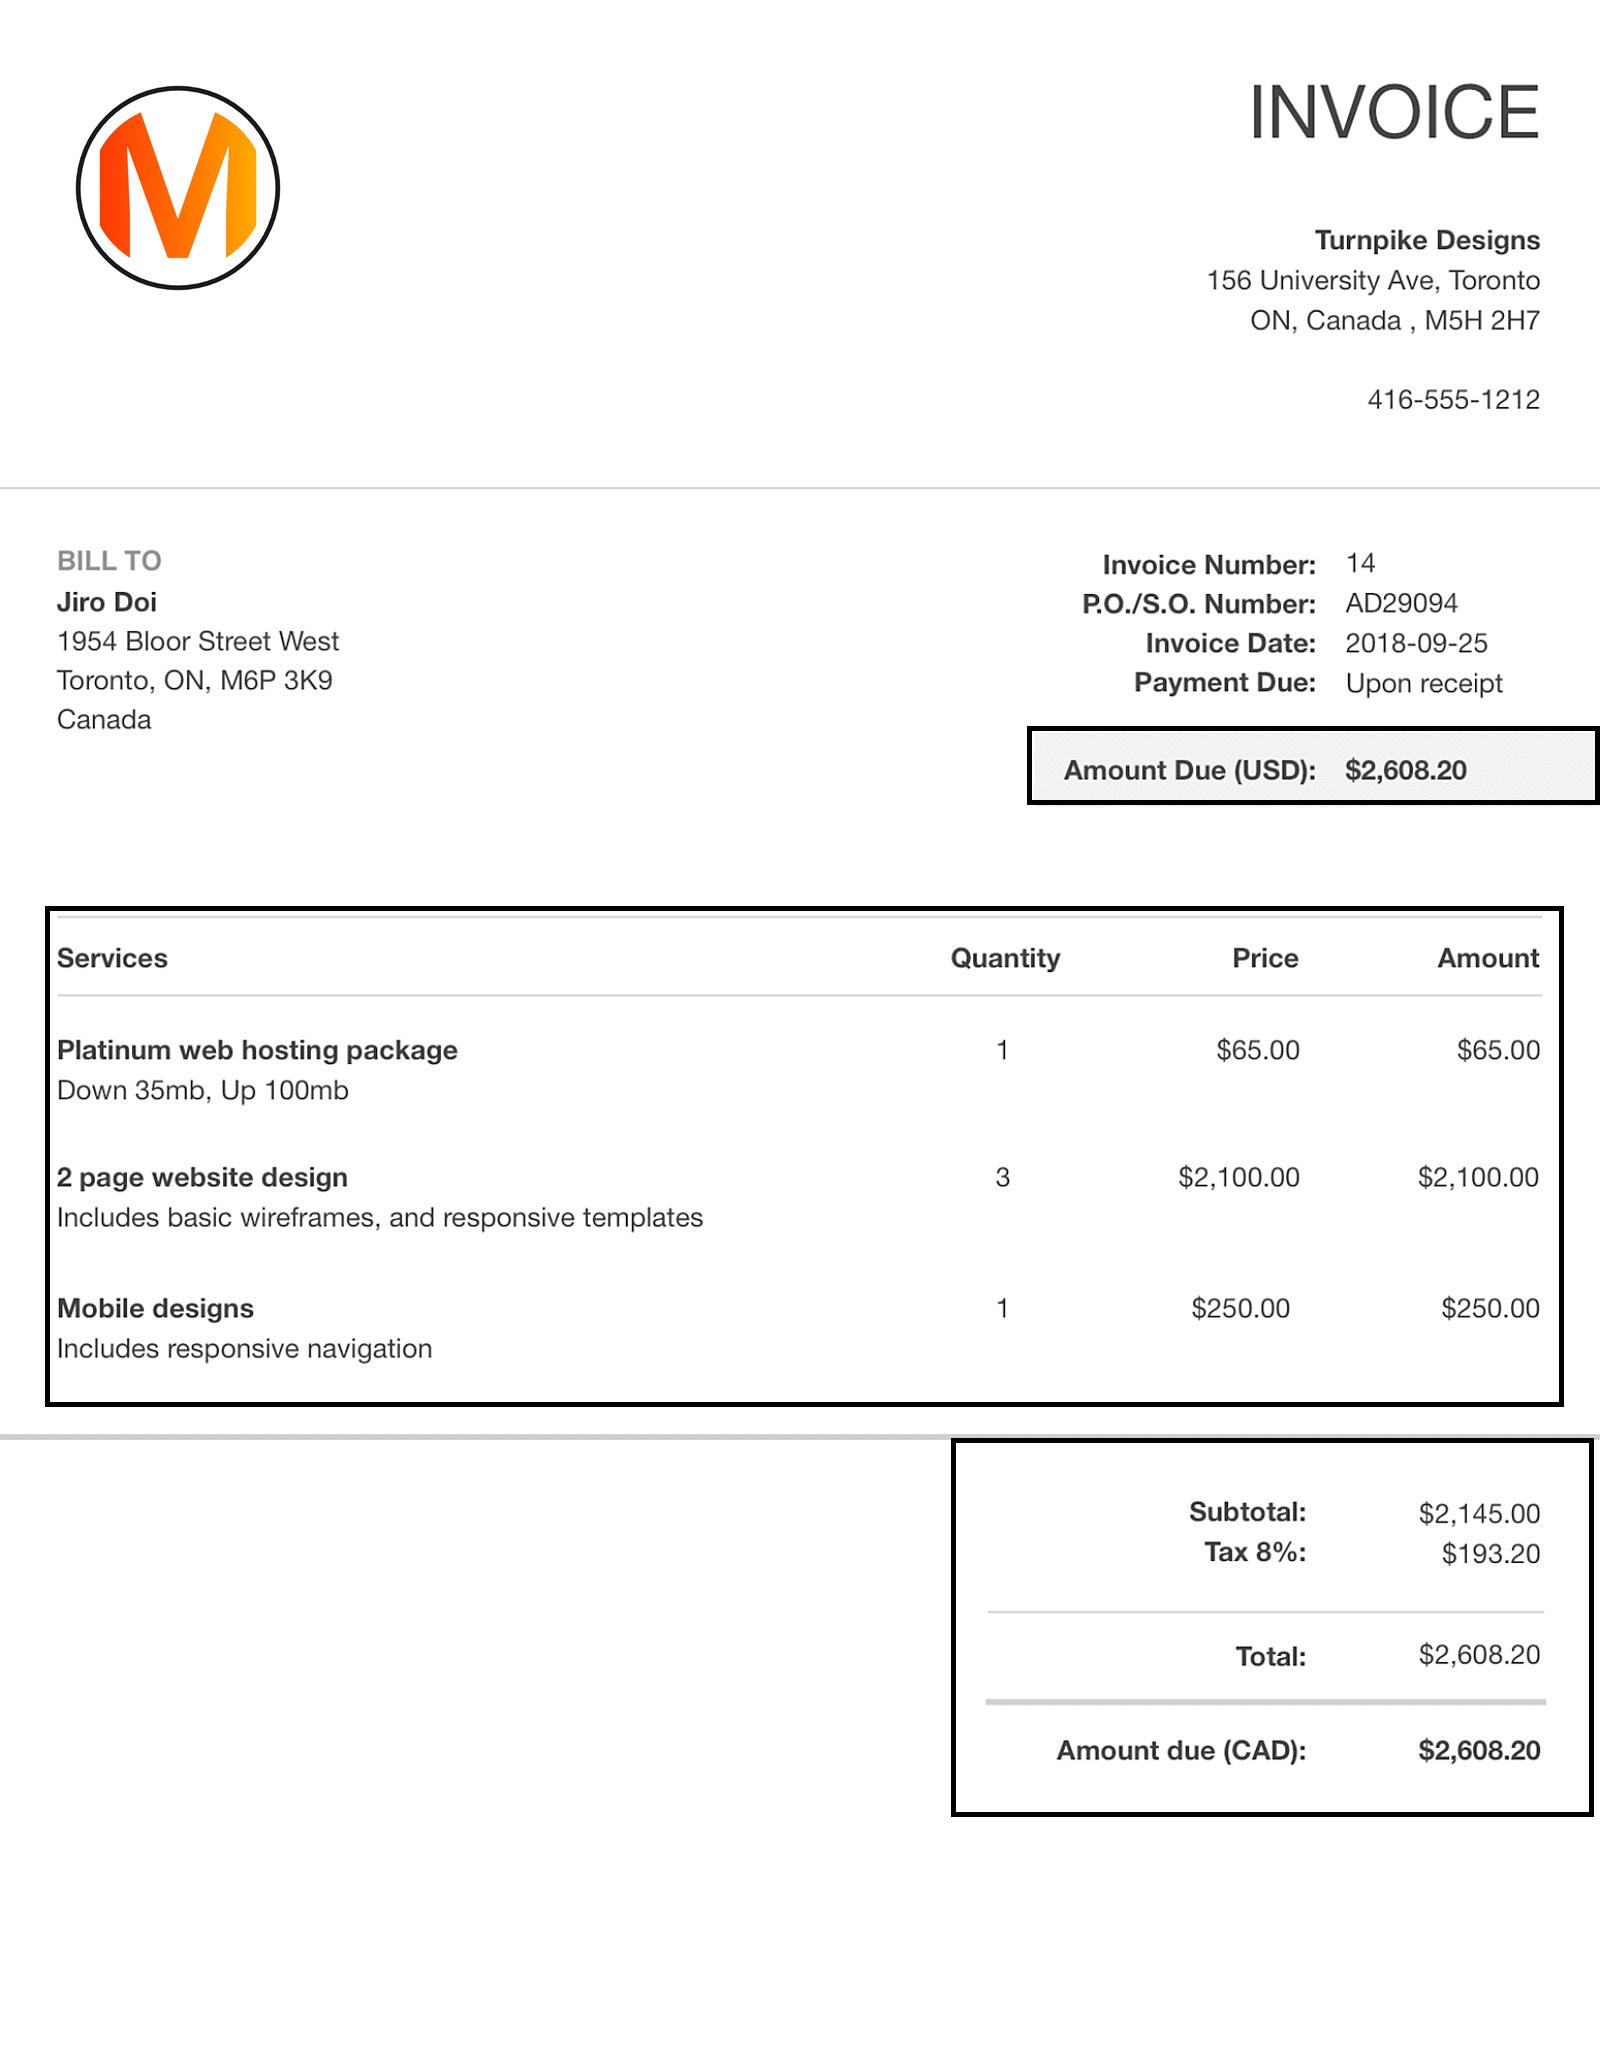 M
INVOICE
Turnpike Designs
156 University Ave, Toronto
ON, Canada , M5H 2H7
416-555-1212
BILL TO
Jiro Doi
1954 Bloor Street West
Toronto, ON, M6P 3K9
Canada
Invoice Number: 14
P.O./S.O. Number: AD29094
Invoice Date: 2018-09-25
Payment Due: Upon receipt
Amount Due (USD): $2,608.20
Services Quantity Price Amount
Platinum web hosting package 1 $65.00 $65.00
Down 35mb, Up 100mb
2 page website design 3 $2,100.00 $2,100.00
Includes basic wireframes, and responsive templates
Mobile designs 1 $250.00 $250.00
Includes responsive navigation
Subtotal: $2,145.00
Tax 8%: $193.20
Total: $2,608.20
Amount due (CAD): $2,608.20